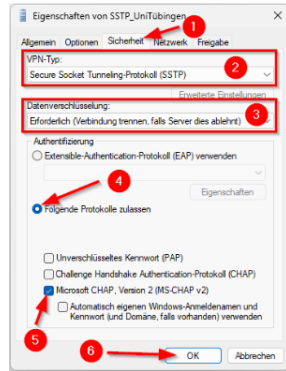 Eigenschaften von SSTP_UniTübingen
1
Allgemein Optionen Sicherheit Netzwerk Freigabe
VPN-Typ:
Secure Socket Tunneling-Protokoll (SSTP)
2
Erweiterte Einstellungen
Datenverschlüsselung:
Erforderlich (Verbindung trennen, falls Server dies ablehnt)
3
Authentifizierung
Extensible-Authentication-Protokoll (EAP) verwenden
Eigenschaften
4
Folgende Protokolle zulassen
Unverschlüsseltes Kennwort (PAP)
Challenge Handshake Authentication-Protokoll (CHAP)
Microsoft CHAP, Version 2 (MS-CHAP v2)
Automatisch eigenen Windows-Anmeldenamen und
Kennwort (und Domäne, falls vorhanden) verwenden
5
6
OK Abbrechen